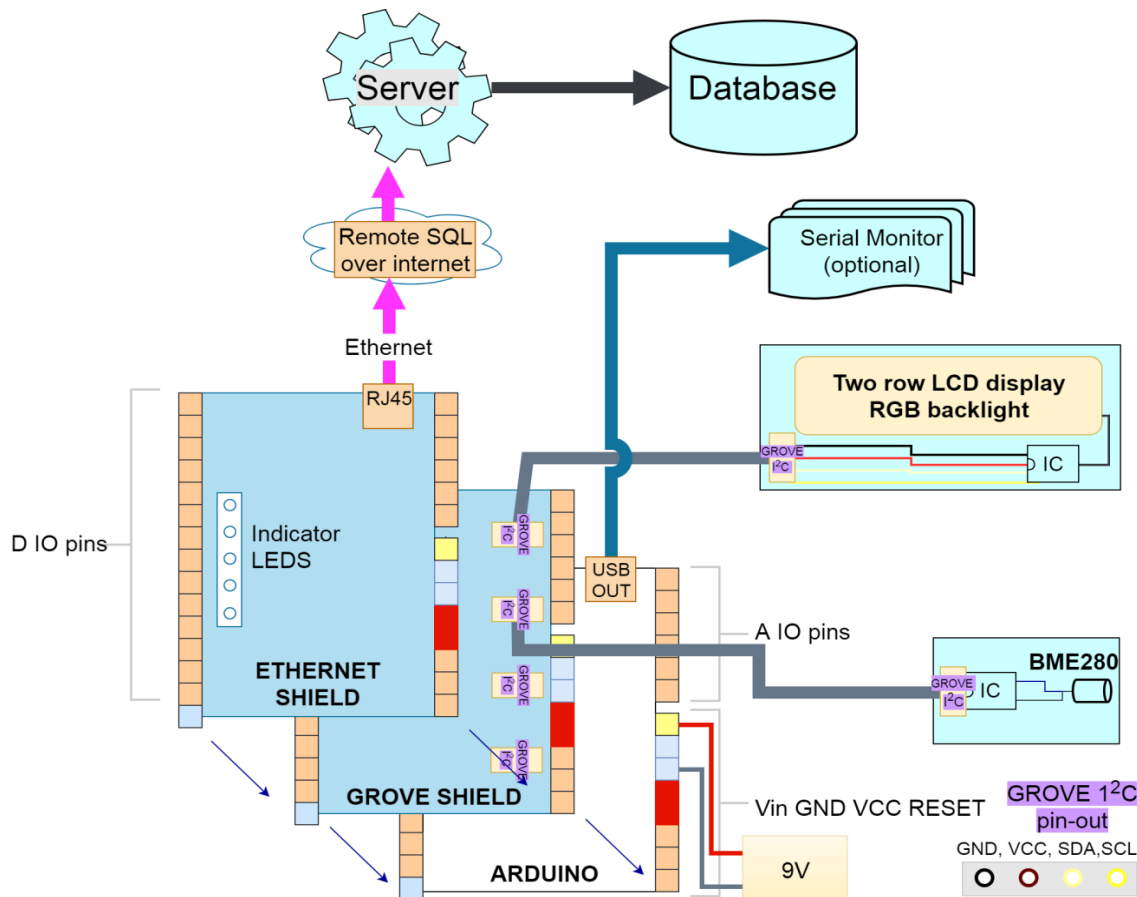 Server
Database
Remote SQL
over internet
Serial Monitor
(optional)
Ethernet
RJ45
Two row LCD display
RGB backlight
GROVE
I²C
IC
D IO pins
Indicator
LEDS
GROVE
I²C
USB
OUT
GROVE
I²C
A IO pins
ETHERNET
SHIELD
GROVE
I²C
BME280
GROVE
I²C
IC
GROVE
I²C
GROVE SHIELD
Vin GND VCC RESET
GROVE 1²C
pin-out
GND, VCC, SDA,SCL
ARDUINO
9V